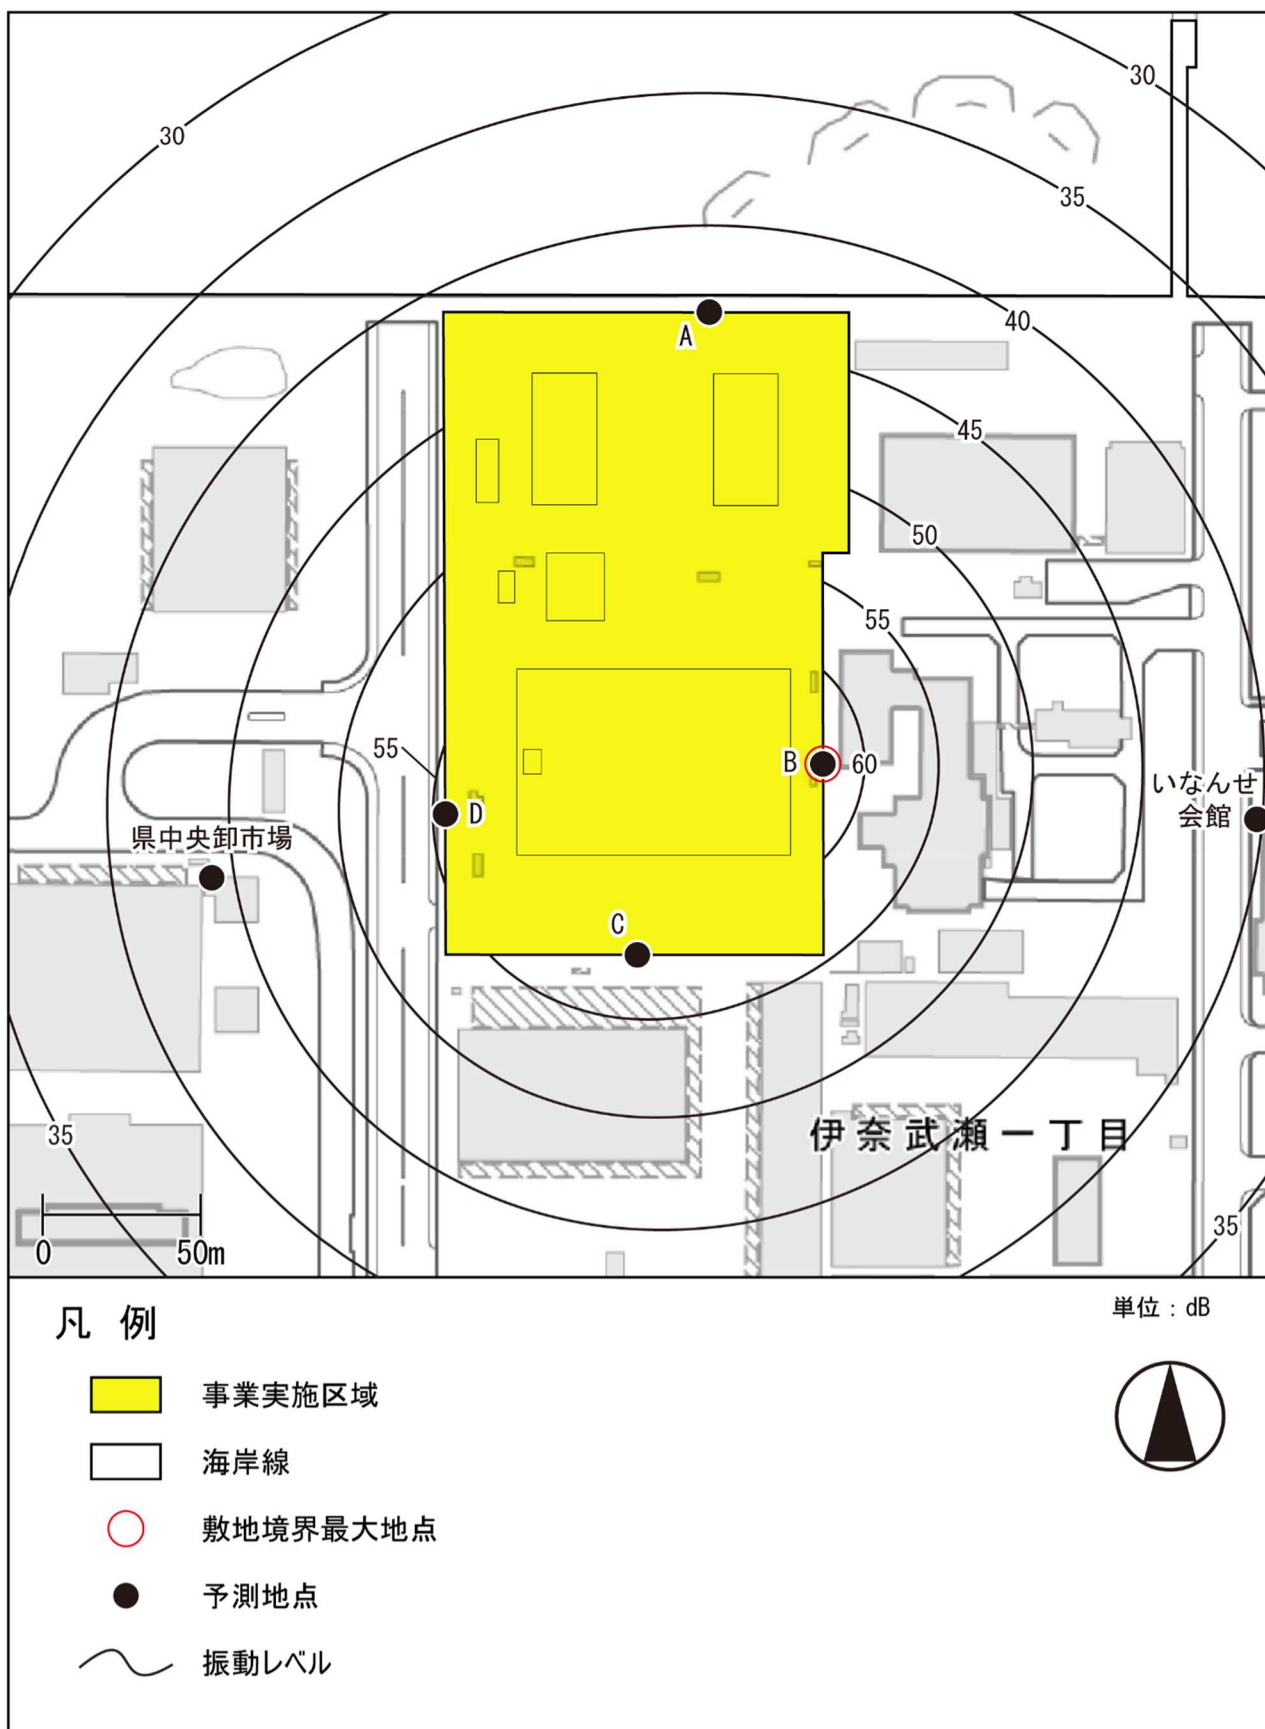 30
30
35
A
40
45
50
55
55
B
60
D
いなんせ
会館
県中央卸市場
C
35
伊奈武瀬一丁目
35
0
50m
凡 例
単位：dB
事業実施区域
海岸線
敷地境界最大地点
予測地点
振動レベル